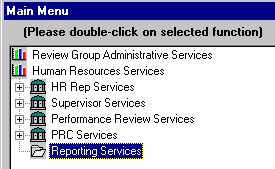 Main Menu
(Please double-click on selected function)
Review Group Administrative Services
Human Resources Services
HR Rep Services
Supervisor Services
Performance Review Services
PRC Services
Reporting Services